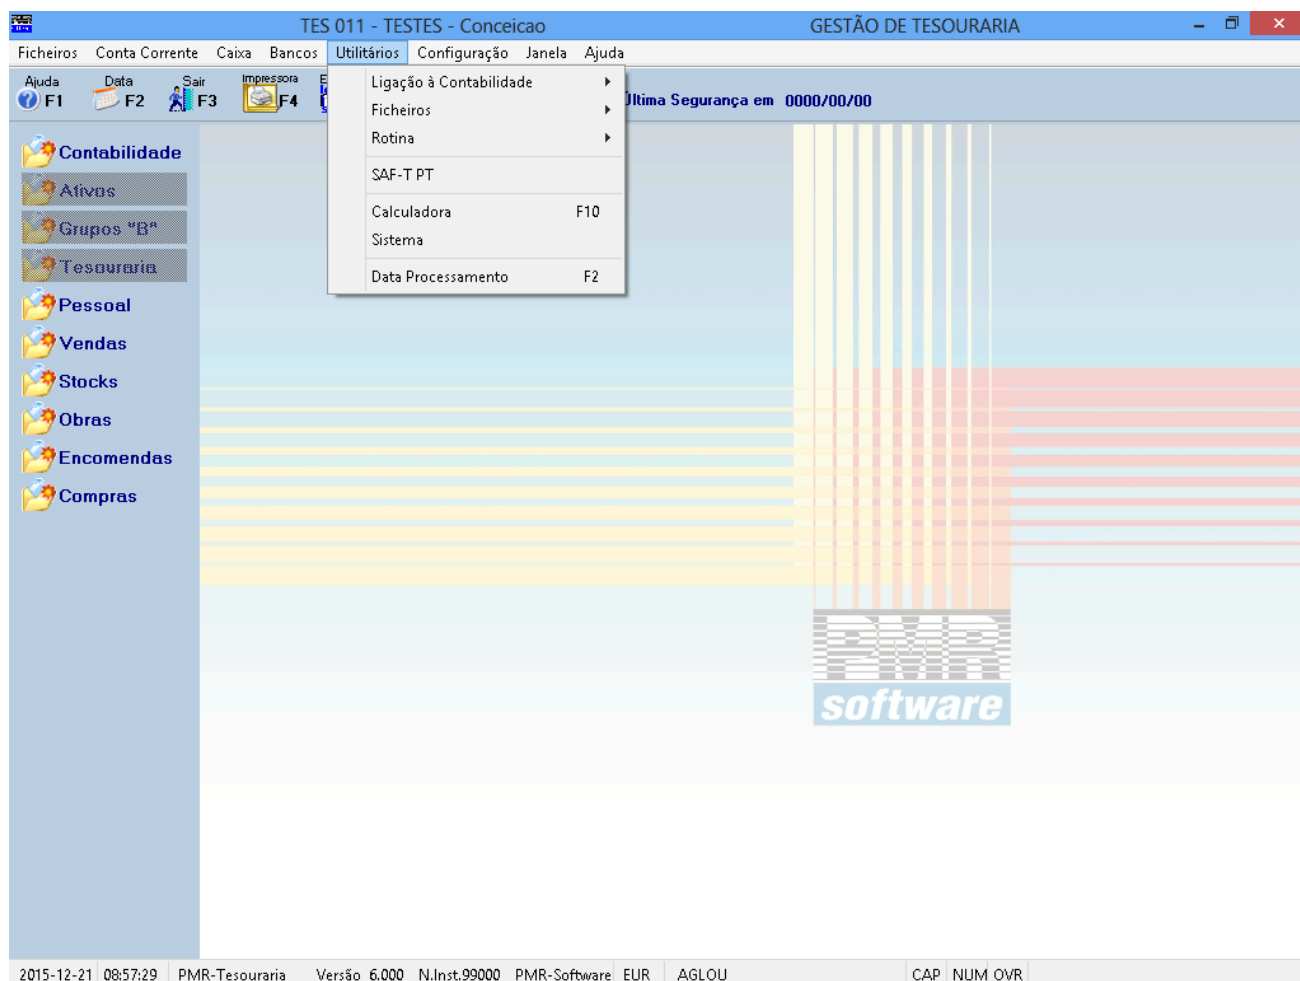 TES 011 - TESTES - Conceicao GESTÃO DE TESOURARIA
Ficheiros Conta Corrente Caixa Bancos Utilitários Configuração Janela Ajuda
Ajuda F1 Data F2 Sair F3 Impressora F4
Última Segurança em 0000/00/00
Ligação à Contabilidade
Ficheiros
Rotina
SAF-T PT
Calculadora F10
Sistema
Data Processamento F2
Contabilidade
Ativos
Grupos "B"
Tesouraria
Pessoal
Vendas
Stocks
Obras
Encomendas
Compras
PMR
software
2015-12-21 08:57:29 PMR-Tesouraria Versão 6.000 N.Inst.99000 PMR-Software EUR AGLOU CAP NUM OVR